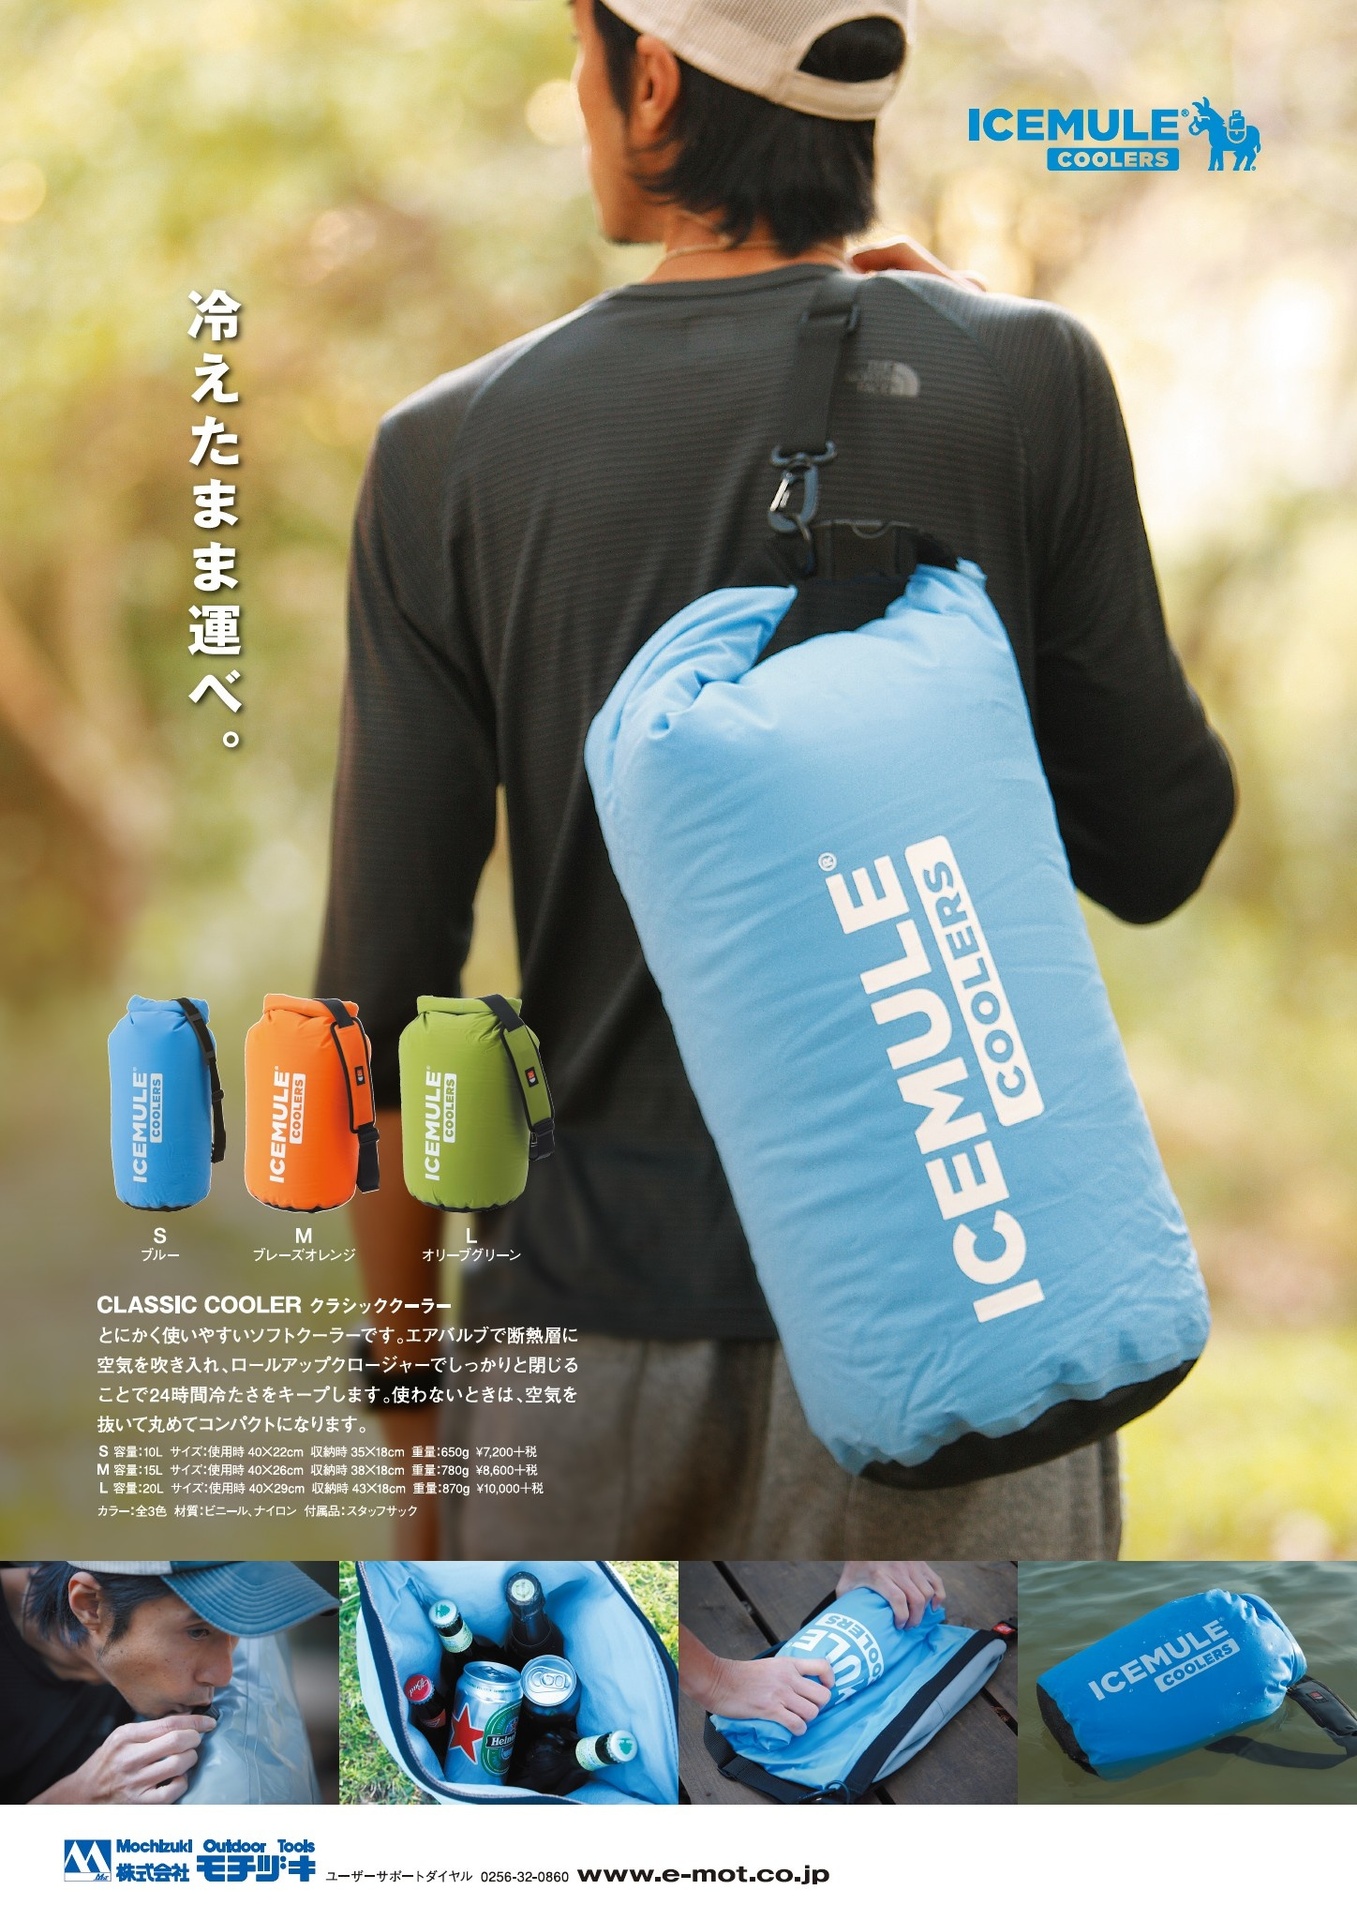 ICEMULE®
COOLERS
冷えたまま運べ。
ICEMULE®
COOLERS
ICEMULE
COOLERS
ICEMULE
COOLERS
ICEMULE
COOLERS
S
ブルー
M
ブレーズオレンジ
L
オリーブグリーン
CLASSIC COOLER クラシッククーラー
とにかく使いやすいソフトクーラーです。エアバルブで断熱層に
空気を吹き入れ、ロールアップクロージャーでしっかりと閉じる
ことで24時間冷たさをキープします。使わないときは、空気を
抜いて丸めてコンパクトになります。
S 容量：10L サイズ：使用時 40×22cm 収納時 35×18cm 重量：650g ¥7,200＋税
M 容量：15L サイズ：使用時 40×26cm 収納時 38×18cm 重量：780g ¥8,600＋税
L 容量：20L サイズ：使用時 40×29cm 収納時 43×18cm 重量：870g ¥10,000＋税
カラー：全3色 材質：ビニール、ナイロン 付属品：スタッフサック
ICEMULE
COOLERS
Mochizuki Outdoor Tools
株式会社 モチヅキ ユーザーサポートダイヤル 0256-32-0860 www.e-mot.co.jp